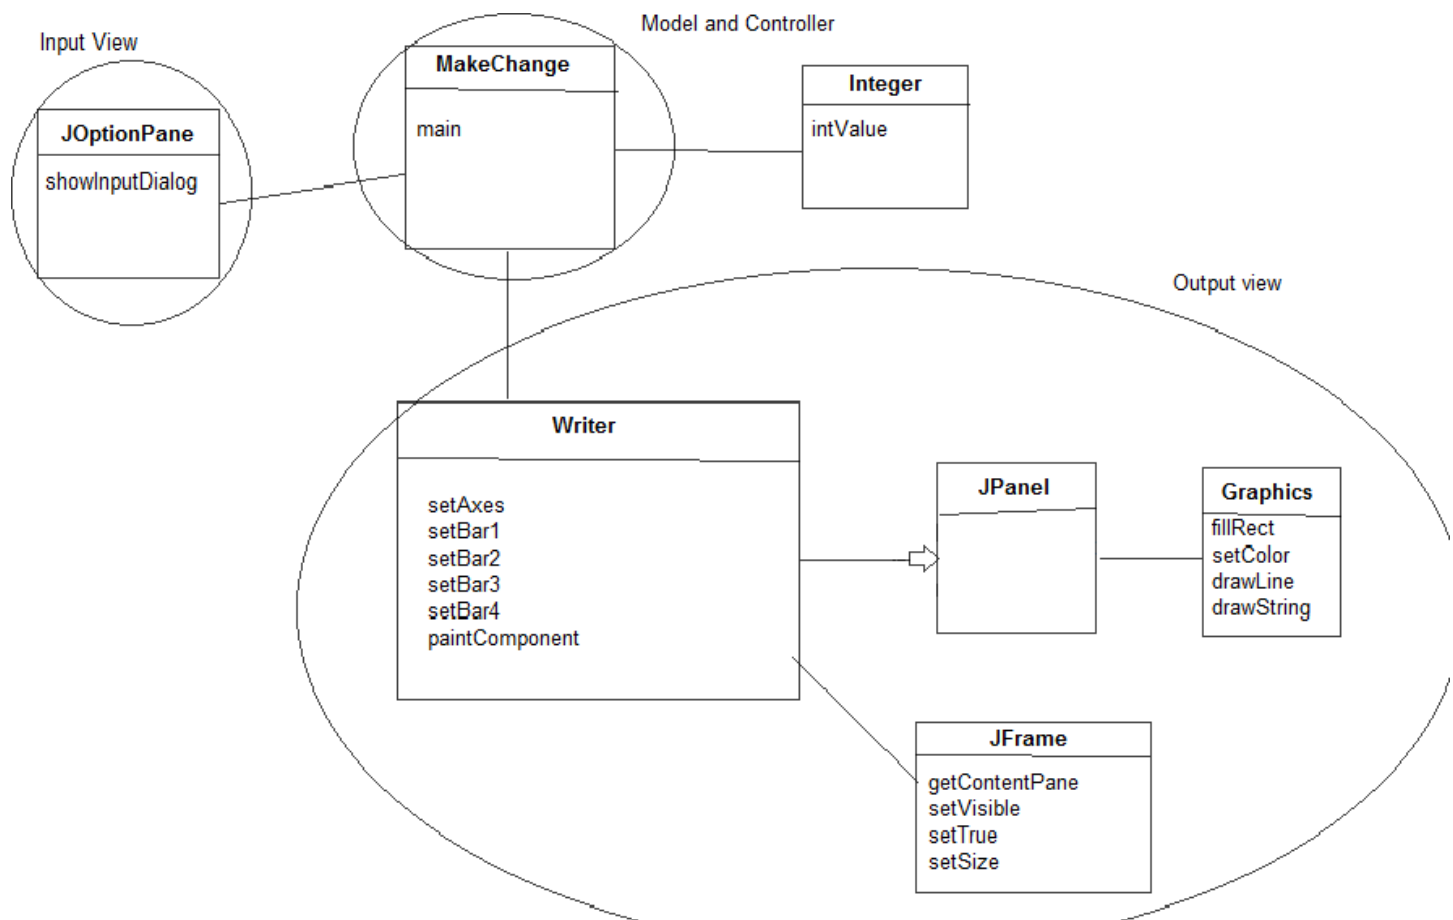 Model and Controller
Input View
MakeChange
main
Integer
intValue
JOptionPane
showInputDialog
Output view
Writer
setAxes
setBar1
setBar2
setBar3
setBar4
paintComponent
JPanel
Graphics
fillRect
setColor
drawLine
drawString
JFrame
getContentPane
setVisible
setTrue
setSize